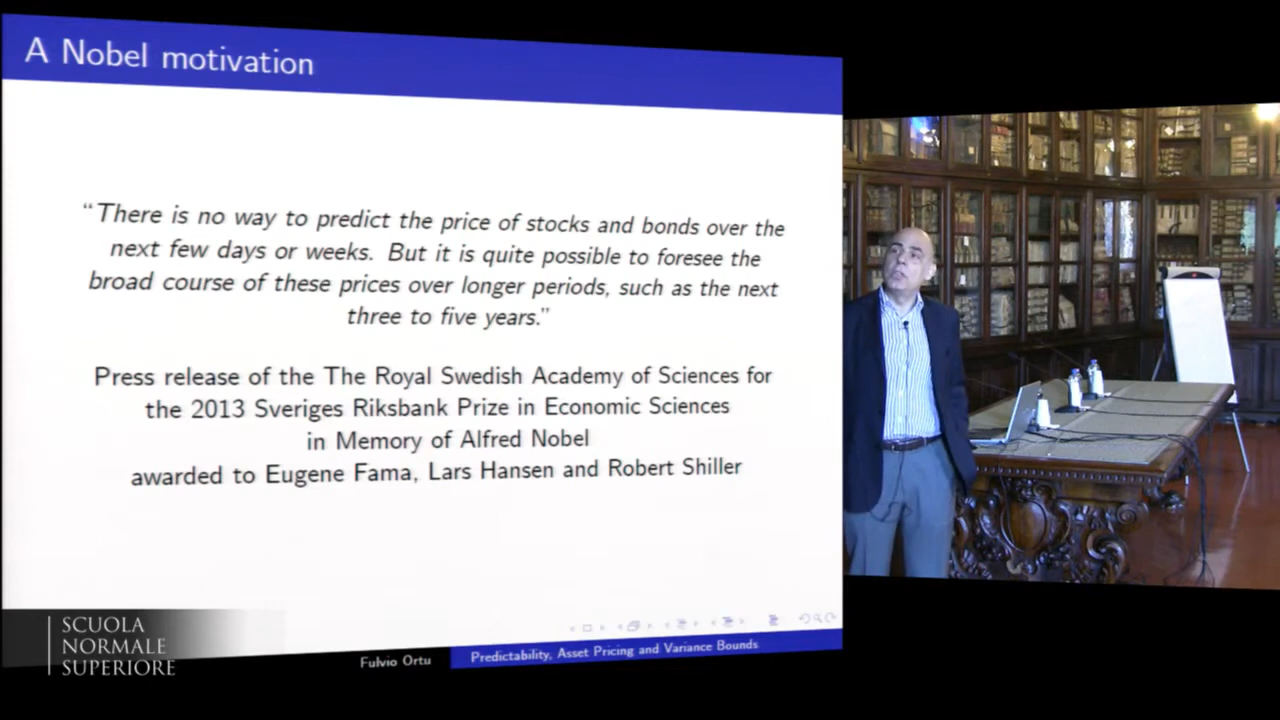 A Nobel motivation
"There is no way to predict the price of stocks and bonds over the
next few days or weeks. But it is quite possible to foresee the
broad course of these prices over longer periods, such as the next
three to five years."
Press release of the The Royal Swedish Academy of Sciences for
the 2013 Sveriges Riksbank Prize in Economic Sciences
in Memory of Alfred Nobel
awarded to Eugene Fama, Lars Hansen and Robert Shiller
SCUOLA
NORMALE
SUPERIORE
Fulvio Ortu
Predictability, Asset Pricing and Variance Bounds